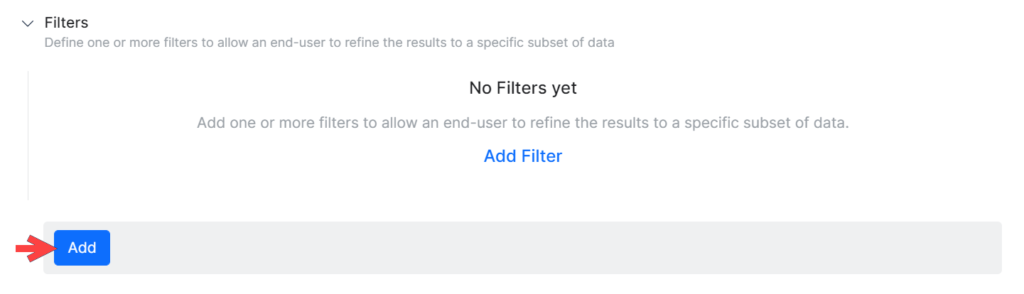 Filters
Define one or more filters to allow an end-user to refine the results to a specific subset of data
No Filters yet
Add one or more filters to allow an end-user to refine the results to a specific subset of data.
Add Filter
Add